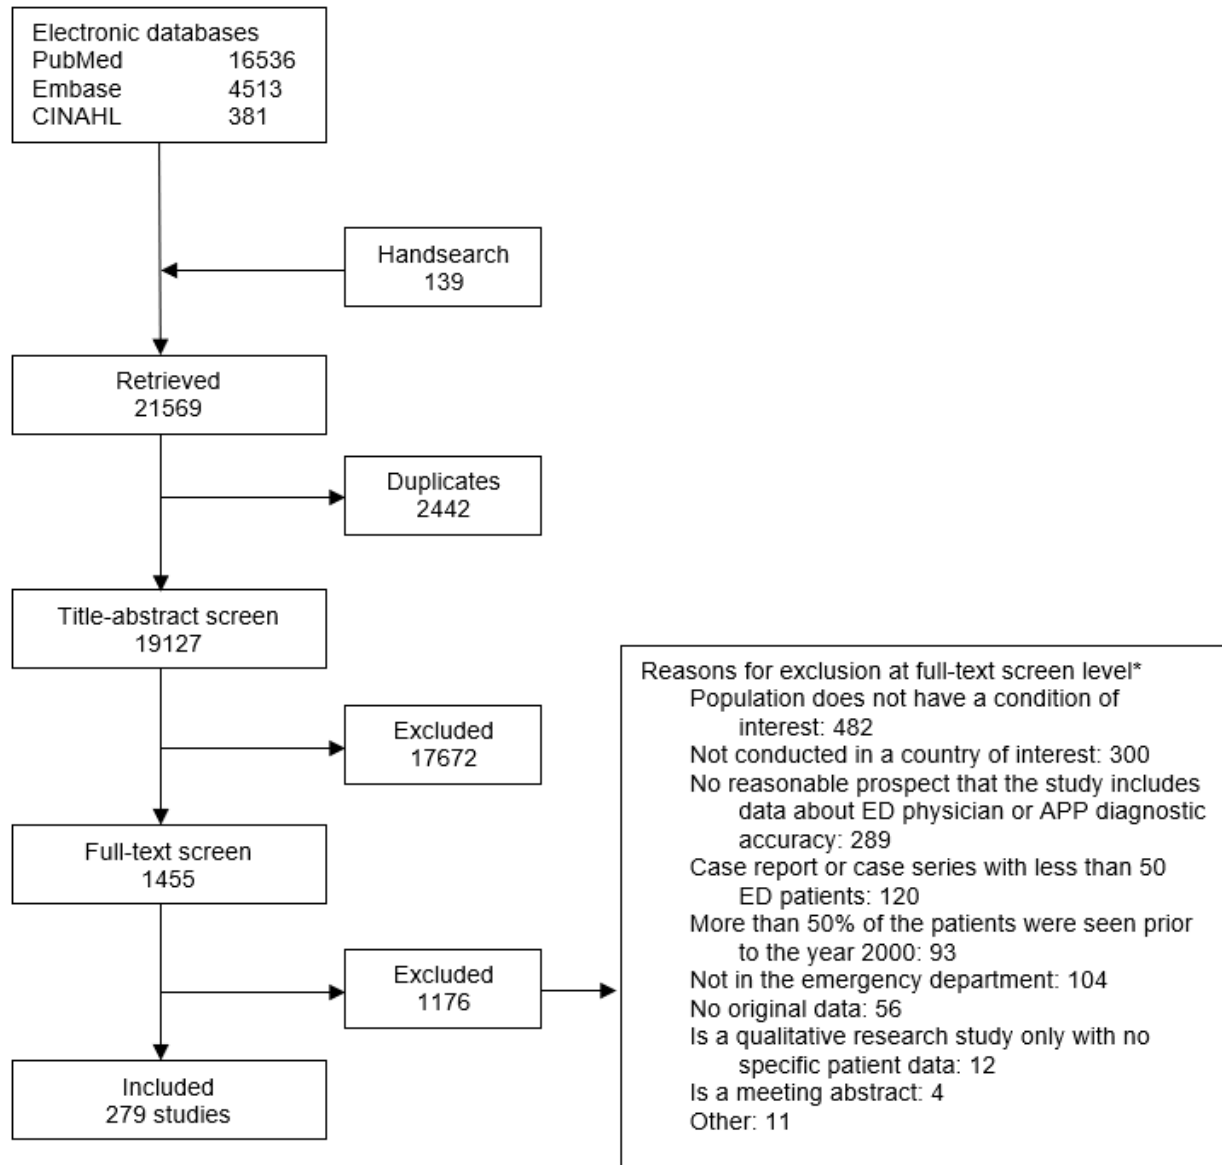 Electronic databases
PubMed 16536
Embase 4513
CINAHL 381
Handsearch
139
Retrieved
21569
Duplicates
2442
Title-abstract screen
19127
Excluded
17672
Full-text screen
1455
Excluded
1176
Reasons for exclusion at full-text screen level*
Population does not have a condition of
interest: 482
Not conducted in a country of interest: 300
No reasonable prospect that the study includes
data about ED physician or APP diagnostic
accuracy: 289
Case report or case series with less than 50
ED patients: 120
More than 50% of the patients were seen prior
to the year 2000: 93
Not in the emergency department: 104
No original data: 56
Is a qualitative research study only with no
specific patient data: 12
Is a meeting abstract: 4
Other: 11
Included
279 studies